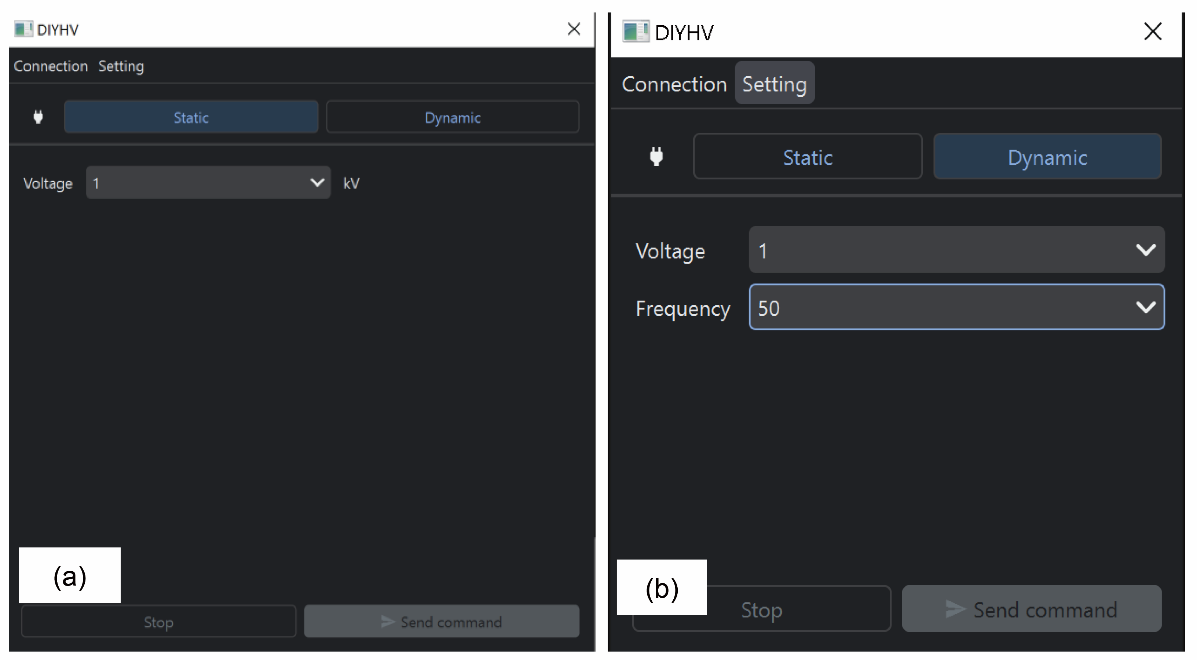 DIYHV
Connection Setting
Static Dynamic
Voltage 1 kV
(a)
Stop Send command
DIYHV
Connection Setting
Static Dynamic
Voltage 1
Frequency 50
(b)
Stop Send command